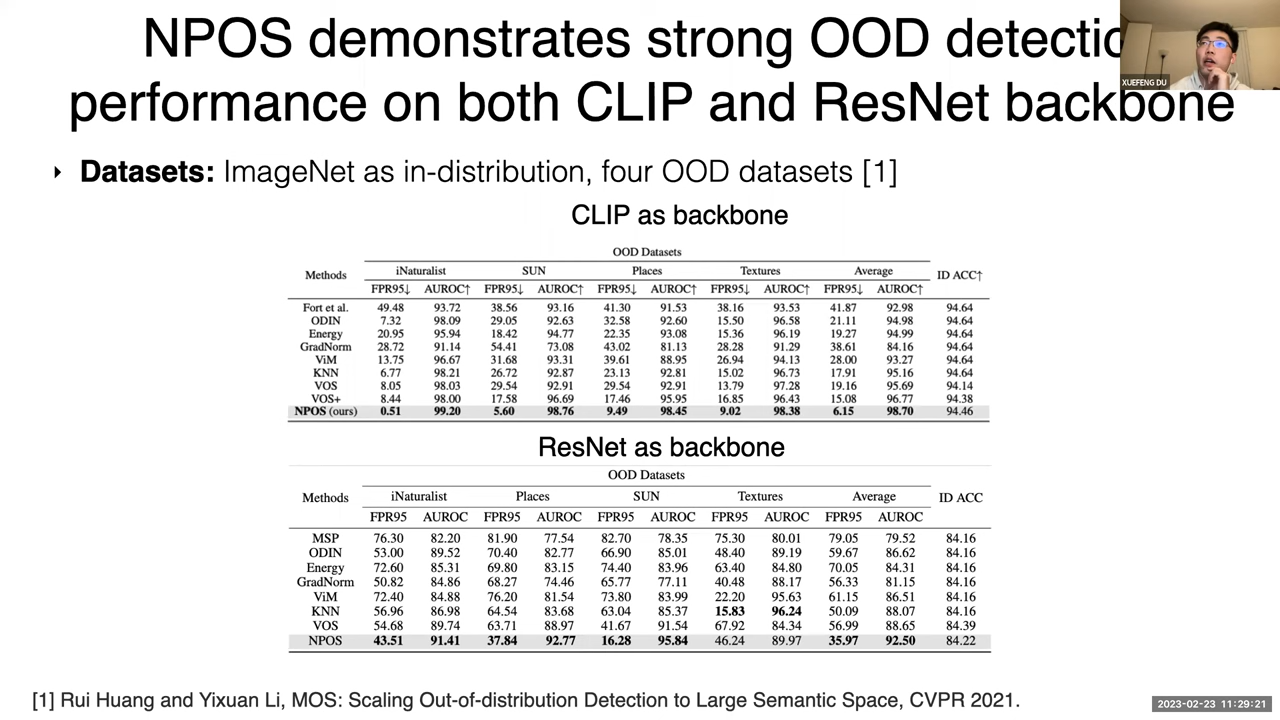 NPOS demonstrates strong OOD detectio
performance on both CLIP and ResNet backbone
XUEFENG DU
Datasets: ImageNet as in-distribution, four OOD datasets [1]
CLIP as backbone
OOD Datasets
Methods iNaturalist SUN Places Textures Average ID ACC↑
FPR95↓ AUROC↑ FPR95↓ AUROC↑ FPR95↓ AUROC↑ FPR95↓ AUROC↑ FPR95↓ AUROC↑
Fort et al. 49.48 93.72 38.56 93.16 41.30 91.53 38.16 93.53 41.87 92.98 94.64
ODIN 7.32 98.09 29.05 92.63 32.58 92.60 15.50 96.58 21.11 94.98 94.64
Energy 20.95 95.94 18.42 94.77 22.35 93.08 15.36 96.19 19.27 94.99 94.64
GradNorm 28.72 91.14 54.41 73.08 43.02 81.13 28.28 91.29 38.61 84.16 94.64
ViM 13.75 96.67 31.68 93.31 39.61 88.95 26.94 94.13 28.00 93.27 94.64
KNN 6.77 98.21 26.72 92.87 23.13 92.81 15.02 96.73 17.91 95.16 94.64
VOS 8.05 98.03 29.54 92.91 29.54 92.91 13.79 97.28 19.16 95.69 94.14
VOS+ 8.44 98.00 17.58 96.69 17.46 95.95 16.85 96.43 15.08 96.77 94.38
NPOS (ours) 0.51 99.20 5.60 98.76 9.49 98.45 9.02 98.38 6.15 98.70 94.46
ResNet as backbone
OOD Datasets
Methods iNaturalist Places SUN Textures Average ID ACC
FPR95 AUROC FPR95 AUROC FPR95 AUROC FPR95 AUROC FPR95 AUROC
MSP 76.30 82.20 81.90 77.54 82.70 78.35 75.30 80.01 79.05 79.52 84.16
ODIN 53.00 89.52 70.40 82.77 66.90 85.01 48.40 89.19 59.67 86.62 84.16
Energy 72.60 85.31 69.80 83.15 74.40 83.96 63.40 84.80 70.05 84.31 84.16
GradNorm 50.82 84.86 68.27 74.46 65.77 77.11 40.48 88.17 56.33 81.15 84.16
ViM 72.40 84.88 76.20 81.54 73.80 83.99 22.20 95.63 61.15 86.51 84.16
KNN 56.96 86.98 64.54 83.68 63.04 85.37 15.83 96.24 50.09 88.07 84.16
VOS 54.68 89.74 63.71 88.97 41.67 91.54 67.92 84.34 56.99 88.65 84.39
NPOS 43.51 91.41 37.84 92.77 16.28 95.84 46.24 89.97 35.97 92.50 84.22
[1] Rui Huang and Yixuan Li, MOS: Scaling Out-of-distribution Detection to Large Semantic Space, CVPR 2021.
2023-02-23 11:29:21